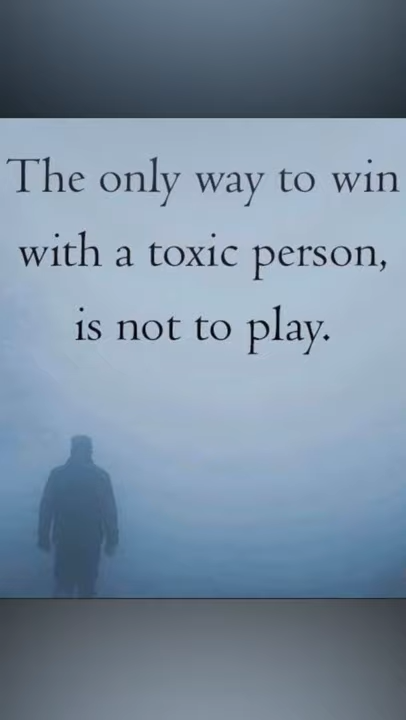 The only way to win
with a toxic person,
is not to play.